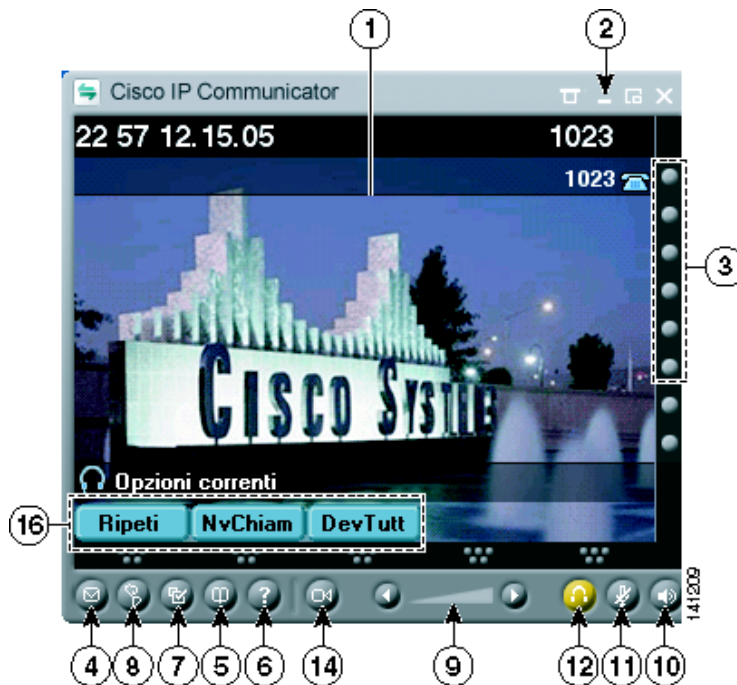 1 2
Cisco IP Communicator
22 57 12.15.05 1023
1023
3
CISCO SYSTEMS
Opzioni correnti
16 Ripeti NvChiam DevTutt
141209
4 8 7 5 6 14 9 12 11 10